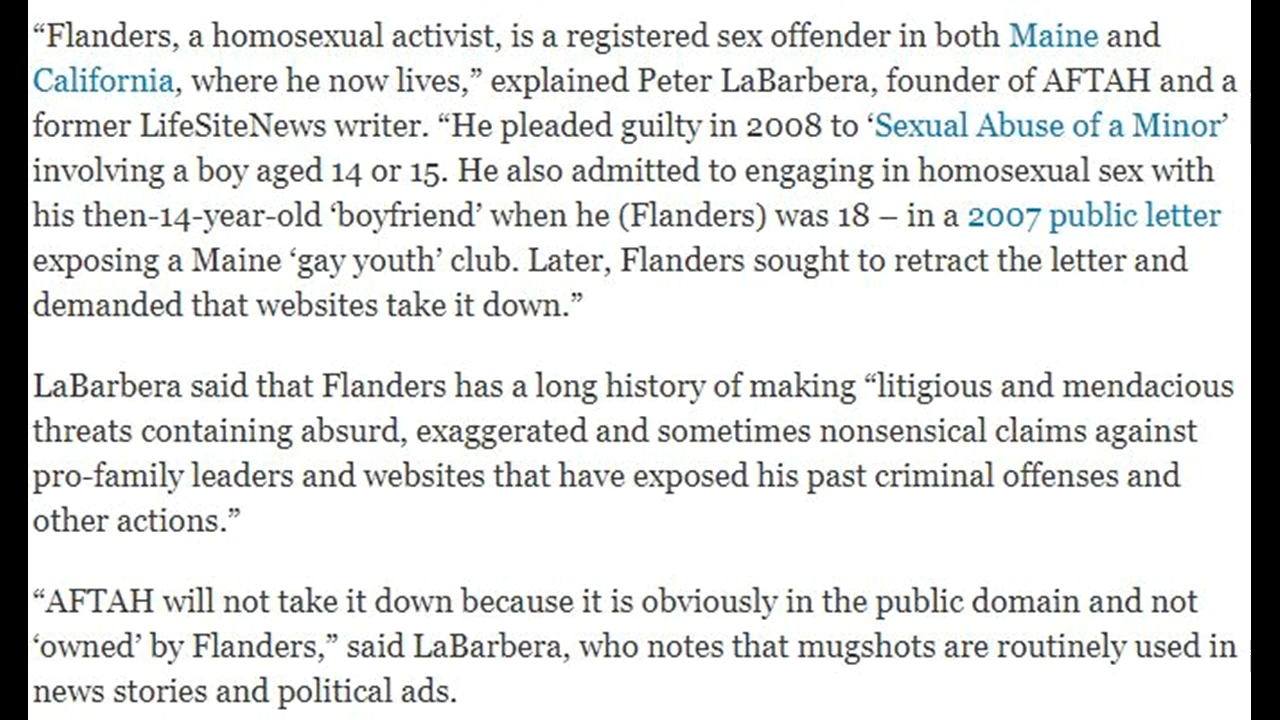 “Flanders, a homosexual activist, is a registered sex offender in both Maine and
California, where he now lives,” explained Peter LaBarbera, founder of AFTAH and a
former LifeSiteNews writer. “He pleaded guilty in 2008 to ‘Sexual Abuse of a Minor’
involving a boy aged 14 or 15. He also admitted to engaging in homosexual sex with
his then-14-year-old ‘boyfriend’ when he (Flanders) was 18 – in a 2007 public letter
exposing a Maine ‘gay youth’ club. Later, Flanders sought to retract the letter and
demanded that websites take it down.”
LaBarbera said that Flanders has a long history of making “litigious and mendacious
threats containing absurd, exaggerated and sometimes nonsensical claims against
pro-family leaders and websites that have exposed his past criminal offenses and
other actions.”
“AFTAH will not take it down because it is obviously in the public domain and not
‘owned’ by Flanders,” said LaBarbera, who notes that mugshots are routinely used in
news stories and political ads.